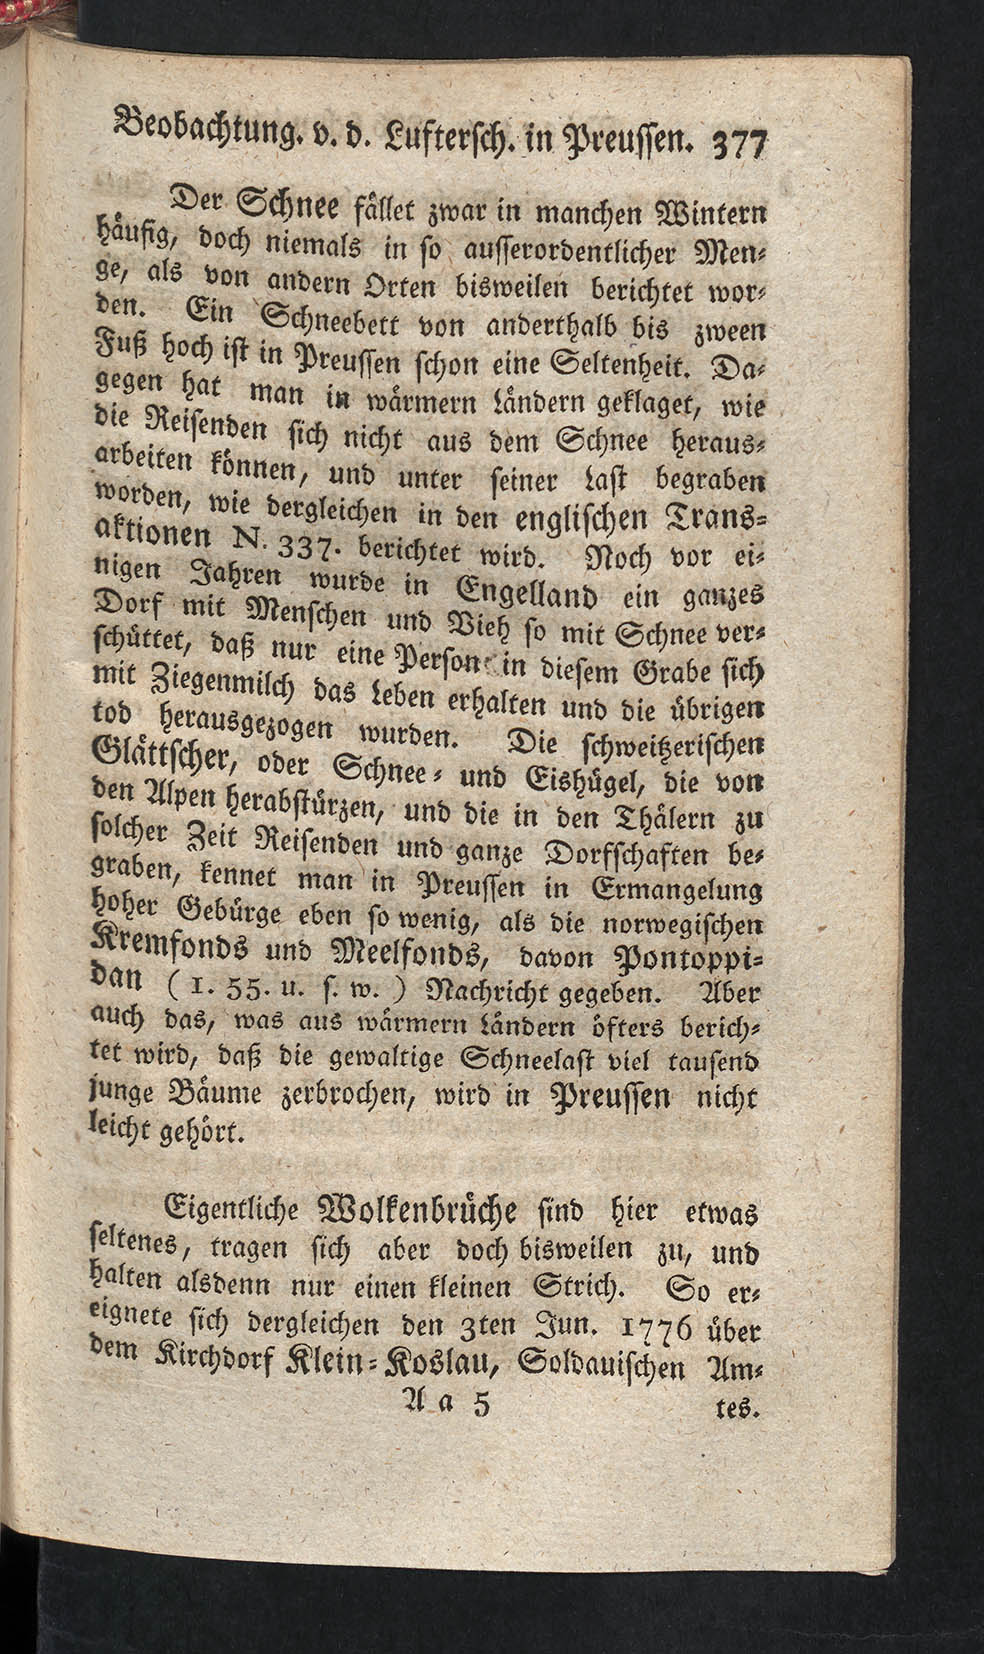 Beobachtung. v. d. Luftersch. in Preussen. 377
Der Schnee fället zwar in manchen Wintern
häufig, doch niemals in so ausserordentlicher Men-
ge, als von andern Orten bisweilen berichtet wor-
den. Ein Schneebett von anderthalb bis zween
Fuß hoch ist in Preussen schon eine Seltenheit. Da-
gegen hat man in wärmern Ländern geklaget, wie
die Reisenden sich nicht aus dem Schnee heraus-
arbeiten können, und unter seiner Last begraben
worden, wie dergleichen in den englischen Trans-
aktionen N. 337. berichtet wird. Noch vor ei-
nigen Jahren wurde in Engelland ein ganzes
Dorf mit Menschen und Vieh so mit Schnee ver-
schüttet, daß nur eine Person in diesem Grabe sich
mit Ziegenmilch das Leben erhalten und die übrigen
tod herausgezogen wurden. Die schweitzerischen
Glättscher, oder Schnee- und Eishügel, die von
den Alpen herabstürzen, und die in den Thälern zu
solcher Zeit Reisenden und ganze Dorfschaften be-
graben, kennet man in Preussen in Ermangelung
hoher Gebürge eben so wenig, als die norwegischen
Kremfonds und Meelfonds, davon Pontoppi-
dan (1. 55. u. s. w.) Nachricht gegeben. Aber
auch das, was aus wärmern Ländern öfters berich-
tet wird, daß die gewaltige Schneelast viel tausend
junge Bäume zerbrochen, wird in Preussen nicht
leicht gehört.
Eigentliche Wolkenbrüche sind hier etwas
seltenes, tragen sich aber doch bisweilen zu, und
halten alsdenn nur einen kleinen Strich. So er-
eignete sich dergleichen den 3ten Jun. 1776 über
dem Kirchdorf Klein-Koslau, Soldauischen Am-
A a 5 tes.